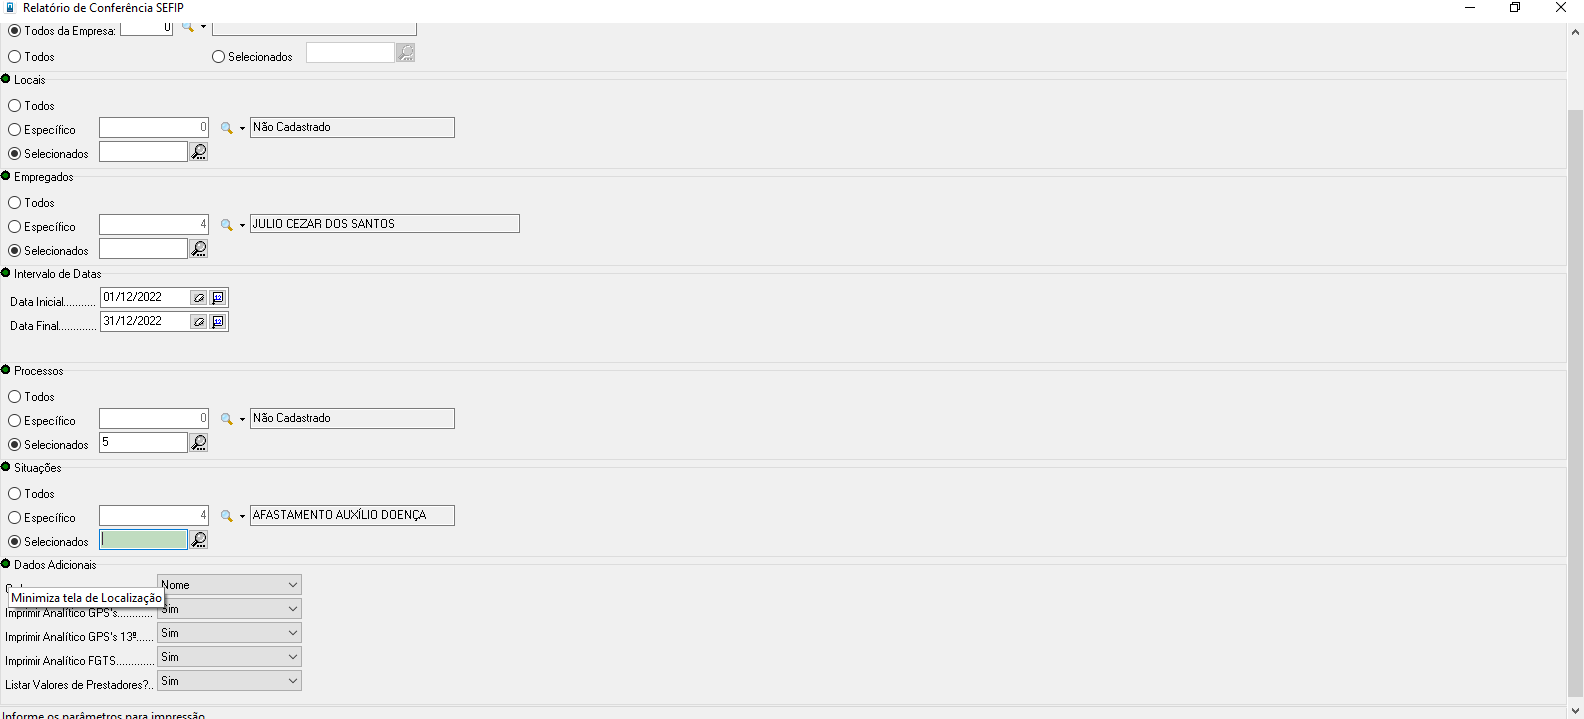 Relatório de Conferência SEFIP
Todos da Empresa: 0
Todos Selecionados
Locais
Todos
Específico 0 Não Cadastrado
Selecionados
Empregados
Todos
Específico 4 JULIO CEZAR DOS SANTOS
Selecionados
Intervalo de Datas
Data Inicial........... 01/12/2022
Data Final............. 31/12/2022
Processos
Todos
Específico 0 Não Cadastrado
Selecionados 5
Situações
Todos
Específico 4 AFASTAMENTO AUXÍLIO DOENÇA
Selecionados
Dados Adicionais
Nome
Minimiza tela de Localização
Imprimir Analítico GPS's............ Sim
Imprimir Analítico GPS's 13º...... Sim
Imprimir Analítico FGTS............. Sim
Listar Valores de Prestadores?.. Sim
Informe os parâmetros para impressão